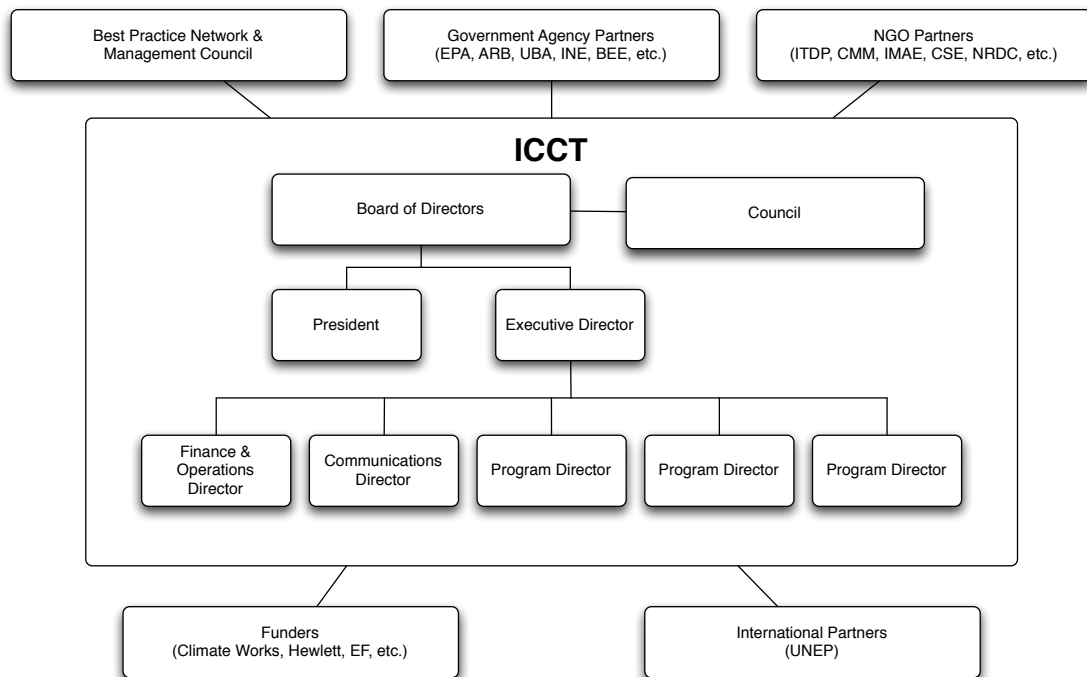 Best Practice Network &
Management Council
Government Agency Partners
(EPA, ARB, UBA, INE, BEE, etc.)
NGO Partners
(ITDP, CMM, IMAE, CSE, NRDC, etc.)
ICCT
Board of Directors
Council
President
Executive Director
Finance &
Operations
Director
Communications
Director
Program Director
Program Director
Program Director
Funders
(Climate Works, Hewlett, EF, etc.)
International Partners
(UNEP)